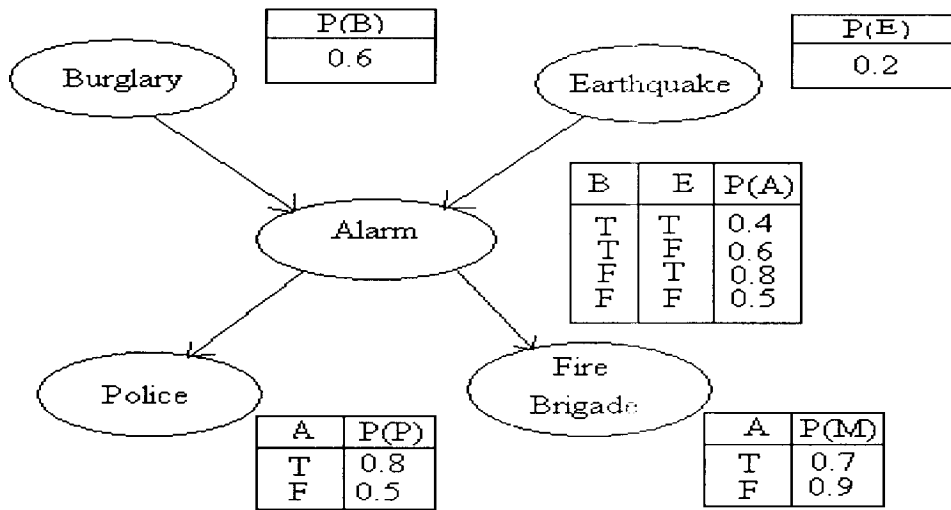 P(B)
0.6
Burglary
P(E)
0.2
Earthquake
B E P(A)
T T 0.4
T F 0.6
F T 0.8
F F 0.5
Alarm
Police
A P(P)
T 0.8
F 0.5
Fire
Brigade
A P(M)
T 0.7
F 0.9